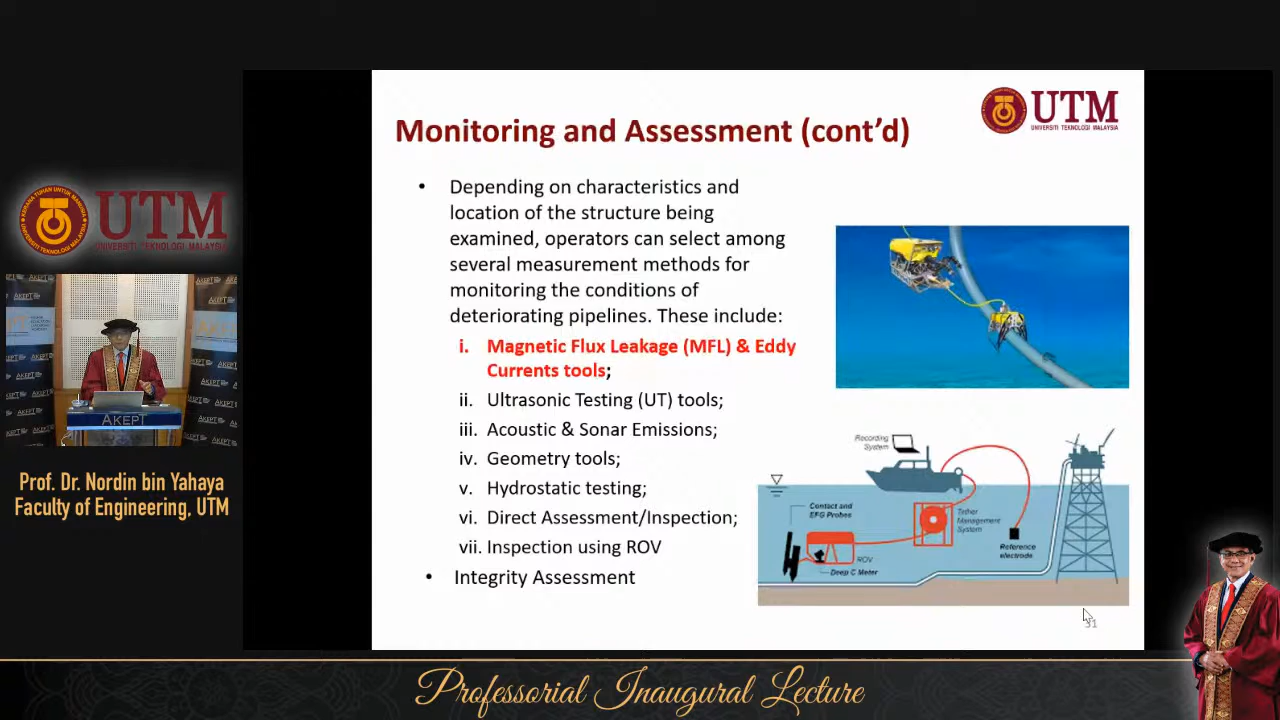 UTM
UNIVERSITI TEKNOLOGI MALAYSIA
Monitoring and Assessment (cont'd)
• Depending on characteristics and
location of the structure being
examined, operators can select among
several measurement methods for
monitoring the conditions of
deteriorating pipelines. These include:
i. Magnetic Flux Leakage (MFL) & Eddy
Currents tools;
ii. Ultrasonic Testing (UT) tools;
iii. Acoustic & Sonar Emissions;
iv. Geometry tools;
v. Hydrostatic testing;
vi. Direct Assessment/Inspection;
vii. Inspection using ROV
• Integrity Assessment
Recording
System
Contact and
EFG Probes
Tether
Management
System
ROV
Deep C Meter
Reference
electrode
31
UTM
UNIVERSITI TEKNOLOGI MALAYSIA
AKEPT
Prof. Dr. Nordin bin Yahaya
Faculty of Engineering, UTM
Professorial Inaugural Lecture